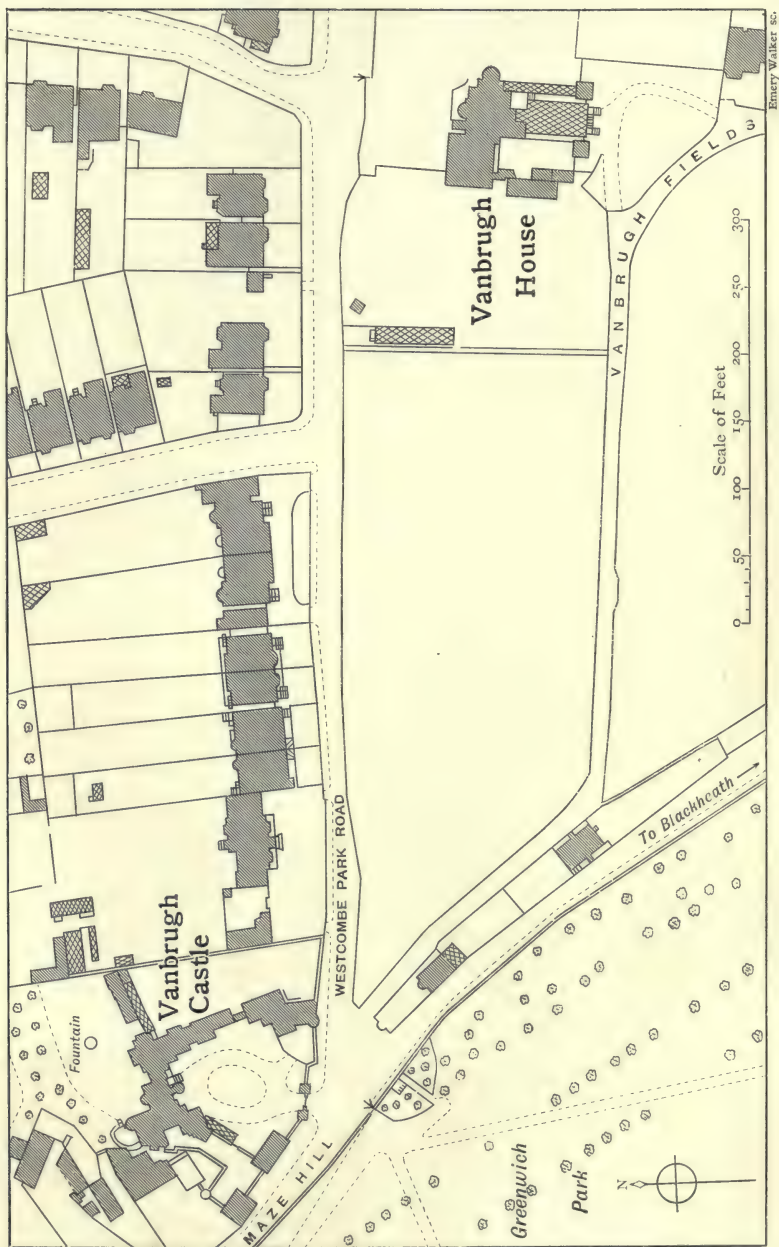 Vanbrugh
Castle
Fountain
MAZE HILL
WESTCOMBE PARK ROAD
Vanbrugh
House
VANBRUGH FIELDS
Greenwich
Park
N
To Blackheath
Scale of Feet
0 50 100 150 200 250 300
Emery Walker sc.